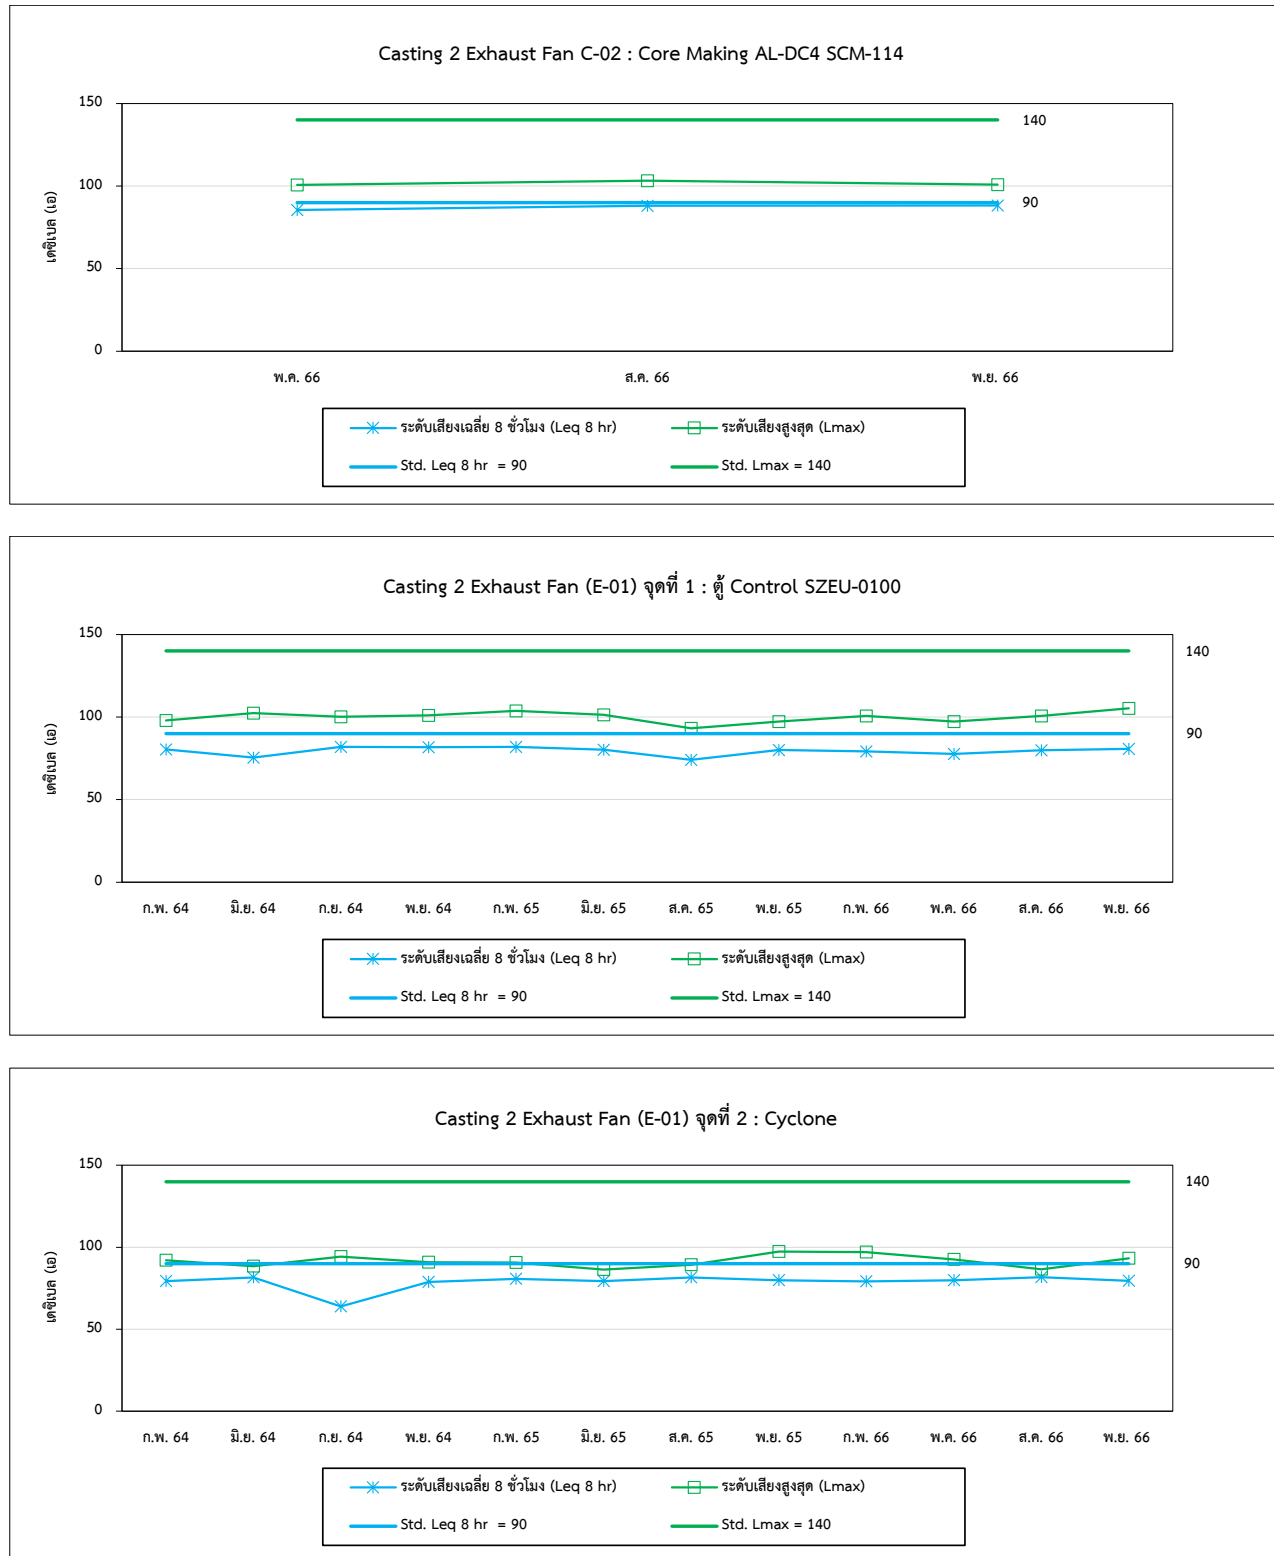 Casting 2 Exhaust Fan C-02 : Core Making AL-DC4 SCM-114
เดซิเบล (เอ)
150
100
50
0
140
90
พ.ค. 66 ส.ค. 66 พ.ย. 66
ระดับเสียงเฉลี่ย 8 ชั่วโมง (Leq 8 hr) ระดับเสียงสูงสุด (Lmax)
Std. Leq 8 hr = 90 Std. Lmax = 140
Casting 2 Exhaust Fan (E-01) จุดที่ 1 : ตู้ Control SZEU-0100
เดซิเบล (เอ)
150
100
50
0
140
90
ก.พ. 64 มิ.ย. 64 ก.ย. 64 พ.ย. 64 ก.พ. 65 มิ.ย. 65 ส.ค. 65 พ.ย. 65 ก.พ. 66 พ.ค. 66 ส.ค. 66 พ.ย. 66
ระดับเสียงเฉลี่ย 8 ชั่วโมง (Leq 8 hr) ระดับเสียงสูงสุด (Lmax)
Std. Leq 8 hr = 90 Std. Lmax = 140
Casting 2 Exhaust Fan (E-01) จุดที่ 2 : Cyclone
เดซิเบล (เอ)
150
100
50
0
140
90
ก.พ. 64 มิ.ย. 64 ก.ย. 64 พ.ย. 64 ก.พ. 65 มิ.ย. 65 ส.ค. 65 พ.ย. 65 ก.พ. 66 พ.ค. 66 ส.ค. 66 พ.ย. 66
ระดับเสียงเฉลี่ย 8 ชั่วโมง (Leq 8 hr) ระดับเสียงสูงสุด (Lmax)
Std. Leq 8 hr = 90 Std. Lmax = 140